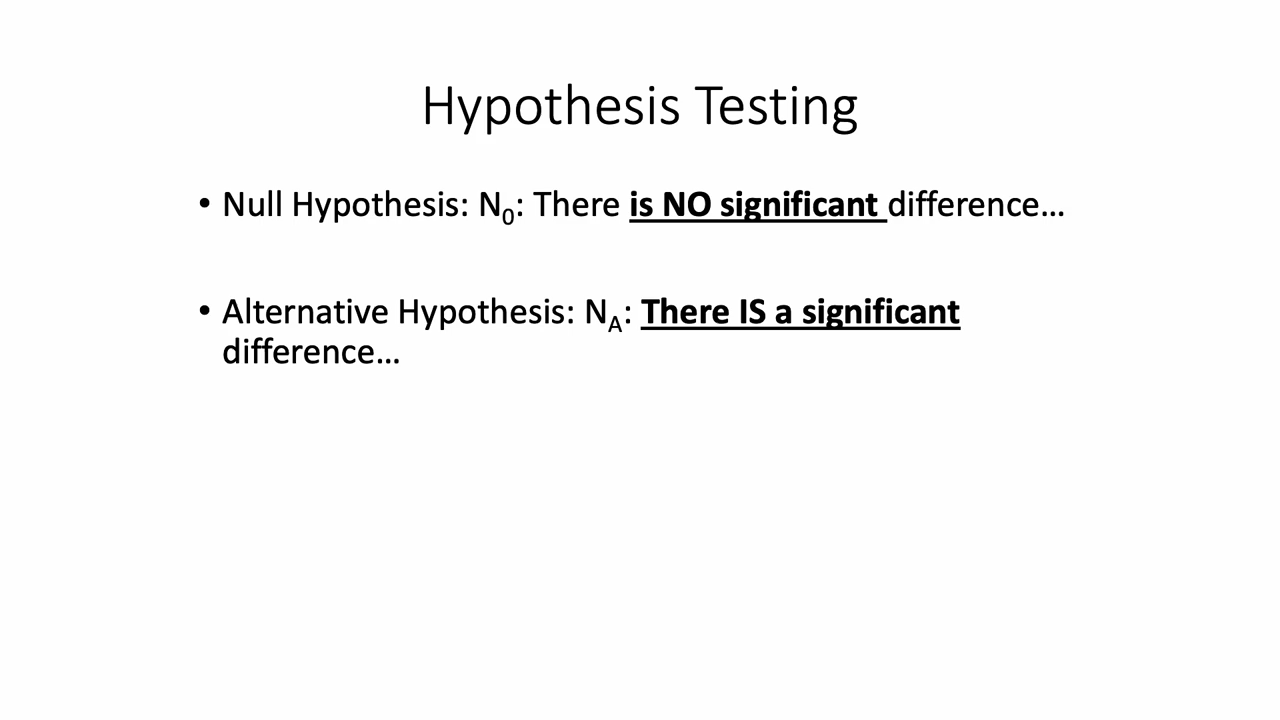 Hypothesis Testing
• Null Hypothesis: N₀: There is NO significant difference…
• Alternative Hypothesis: Nₐ: There IS a significant
difference…